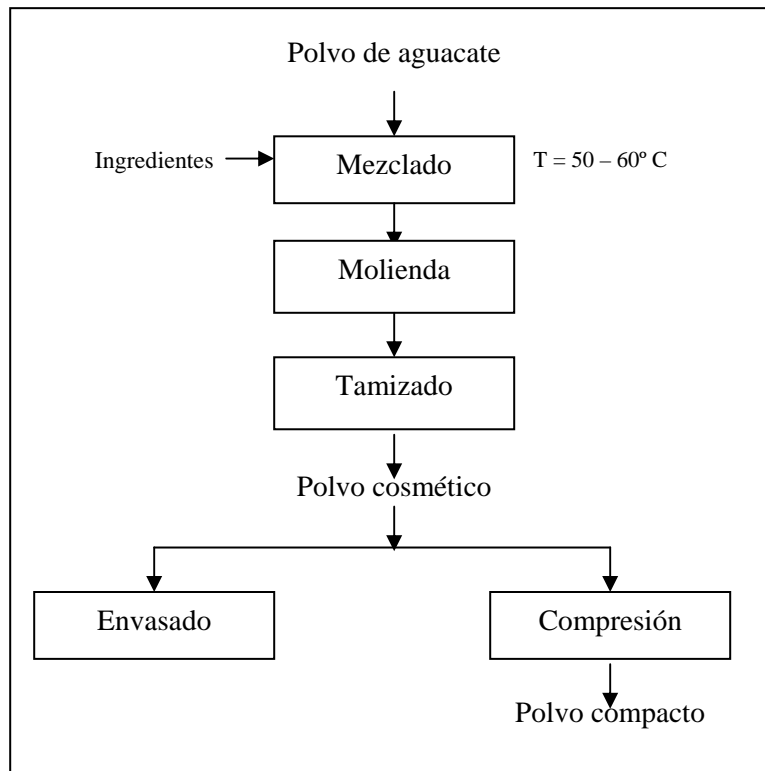 Polvo de aguacate
Ingredientes
Mezclado
T = 50 – 60º C
Molienda
Tamizado
Polvo cosmético
Envasado
Compresión
Polvo compacto